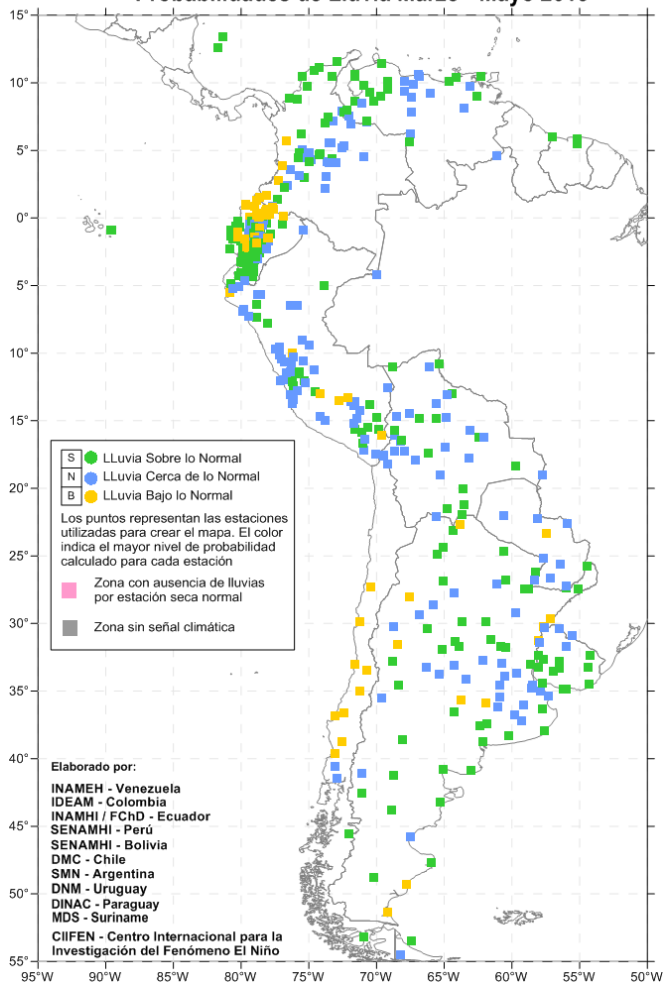 Probabilidades de Lluvia Marzo - Mayo
15°
10°
5°
0°
5°
10°
15°
20°
25°
30°
35°
40°
45°
50°
55°
S LLuvia Sobre lo Normal
N LLuvia Cerca de lo Normal
B LLuvia Bajo lo Normal
Los puntos representan las estaciones
utilizadas para crear el mapa. El color
indica el mayor nivel de probabilidad
calculado para cada estación
Zona con ausencia de lluvias
por estación seca normal
Zona sin señal climática
Elaborado por:
INAMEH - Venezuela
IDEAM - Colombia
INAMHI / FChD - Ecuador
SENAMHI - Perú
SENAMHI - Bolivia
DMC - Chile
SMN - Argentina
DNM - Uruguay
DINAC - Paraguay
MDS - Suriname
CIIFEN - Centro Internacional para la
Investigación del Fenómeno El Niño
95°W 90°W 85°W 80°W 75°W 70°W 65°W 60°W 55°W 50°W